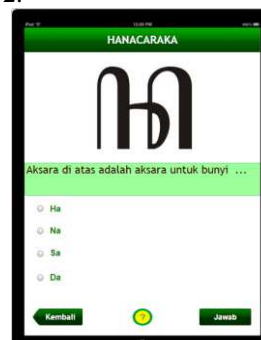 HANACARAKA
ꦤ
Aksara di atas adalah aksara untuk bunyi ...
Ha
Na
Sa
Da
Kembali ? Jawab